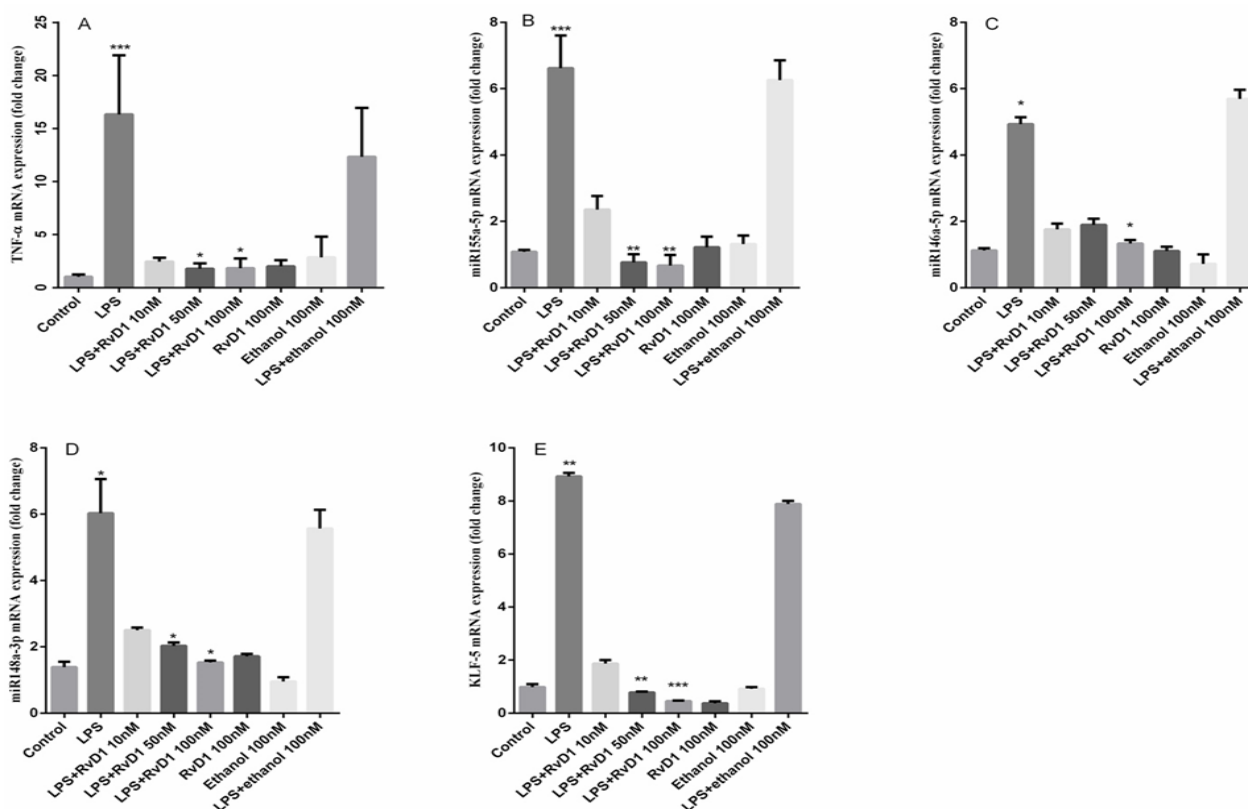 A
TNF-α mRNA expression (fold change)
25
20
15
10
5
0
***
*
*
Control
LPS
LPS+RvD1 10nM
LPS+RvD1 50nM
LPS+RvD1 100nM
RvD1 100nM
Ethanol 100nM
LPS+ethanol 100nM
B
miR155a-5p mRNA expression (fold change)
8
6
4
2
0
***
**
**
Control
LPS
LPS+RvD1 10nM
LPS+RvD1 50nM
LPS+RvD1 100nM
RvD1 100nM
Ethanol 100nM
LPS+ethanol 100nM
C
miR146a-5p mRNA expression (fold change)
8
6
4
2
0
*
*
Control
LPS
LPS+RvD1 10nM
LPS+RvD1 50nM
LPS+RvD1 100nM
RvD1 100nM
Ethanol 100nM
LPS+ethanol 100nM
D
miR148a-3p mRNA expression (fold change)
8
6
4
2
0
*
*
*
Control
LPS
LPS+RvD1 10nM
LPS+RvD1 50nM
LPS+RvD1 100nM
RvD1 100nM
Ethanol 100nM
LPS+ethanol 100nM
E
KLF-5 mRNA expression (fold change)
10
8
6
4
2
0
**
**
***
Control
LPS
LPS+RvD1 10nM
LPS+RvD1 50nM
LPS+RvD1 100nM
RvD1 100nM
Ethanol 100nM
LPS+ethanol 100nM